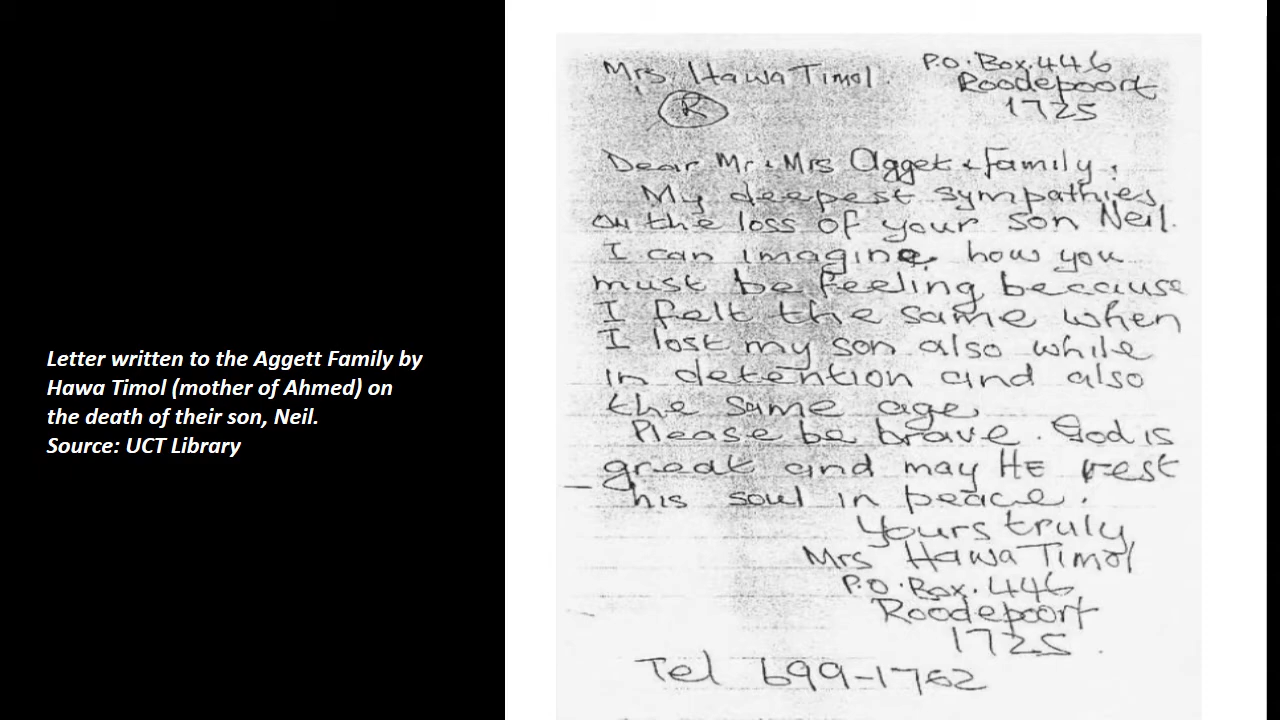 Letter written to the Aggett Family by
Hawa Timol (mother of Ahmed) on
the death of their son, Neil.
Source: UCT Library
Mrs. Hawa Timol.
P.O. Box. 446
Roodepoort
1725
R
Dear Mr & Mrs Agget & family;
My deepest sympathies
on the loss of your son Neil.
I can imagine how you
must be feeling because
I felt the same when
I lost my son also while
in detention and also
the same age.
Please be brave. God is
great and may HE rest
his soul in peace.
Yours truly
Mrs Hawa Timol
P.O. Box. 446
Roodepoort
1725
Tel 699-1762